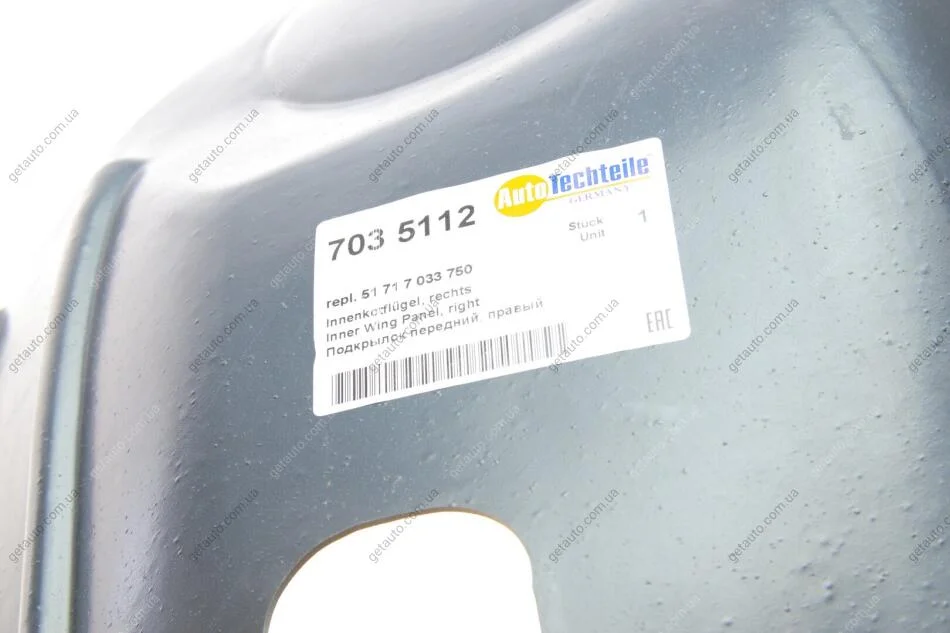 AutoTechteile
GERMANY
703 5112
Stuck
Unit
1
repl. 51 71 7 033 750
Innenkotflügel, rechts
Inner Wing Panel, right
Подкрылок передний, правый
EAC
getauto.com.ua